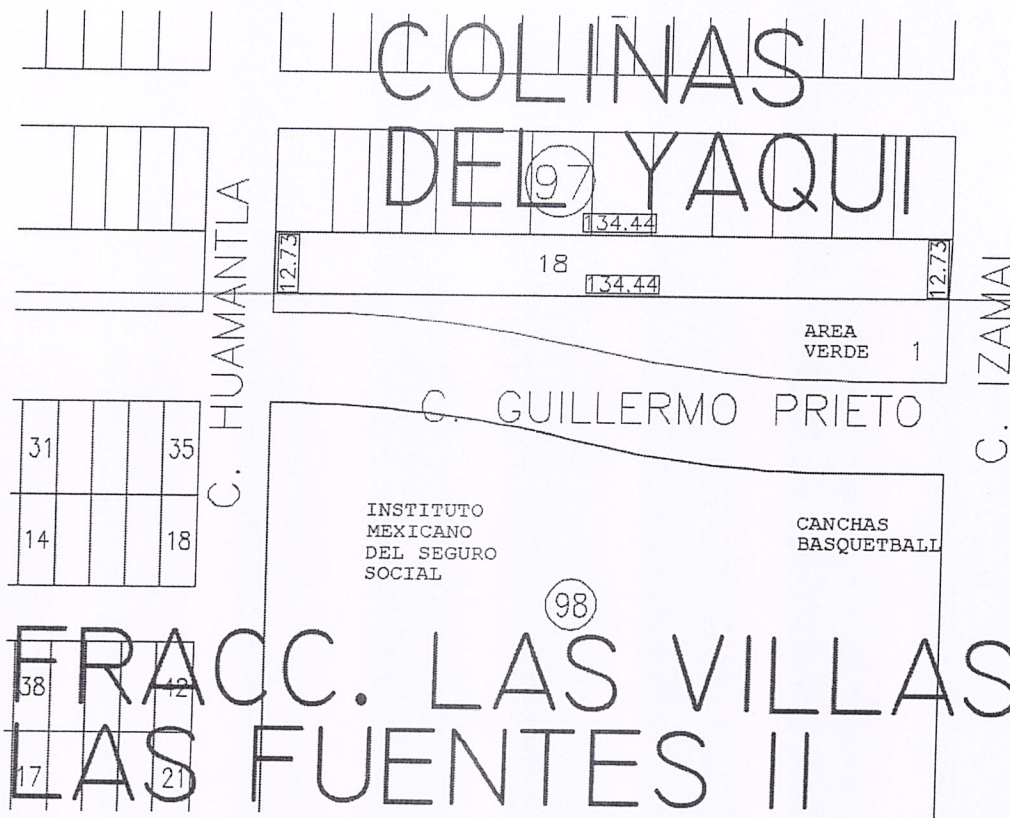 COLINAS
DEL YAQUI
97
134.44
12.73
18
12.73
134.44
C. HUAMANTLA
AREA
VERDE
1
C. GUILLERMO PRIETO
C. IZAMAL
31
35
14
18
INSTITUTO
MEXICANO
DEL SEGURO
SOCIAL
CANCHAS
BASQUETBALL
98
FRACC. LAS VILLAS
LAS FUENTES II
38
42
17
21